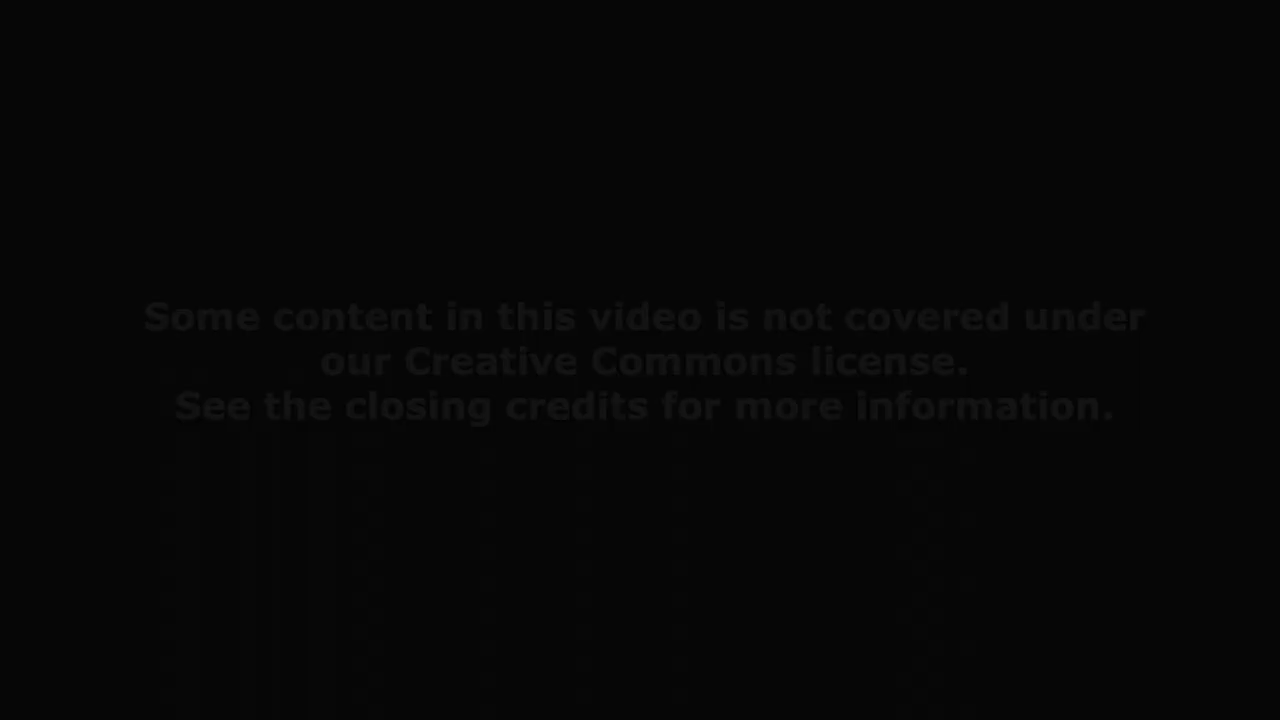 Some content in this video is not covered under
our Creative Commons license.
See the closing credits for more information.